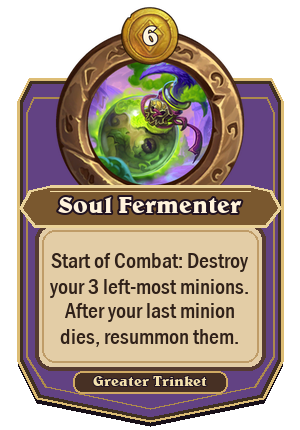 6
Soul Fermenter
Start of Combat: Destroy
your 3 left-most minions.
After your last minion
dies, resummon them.
Greater Trinket